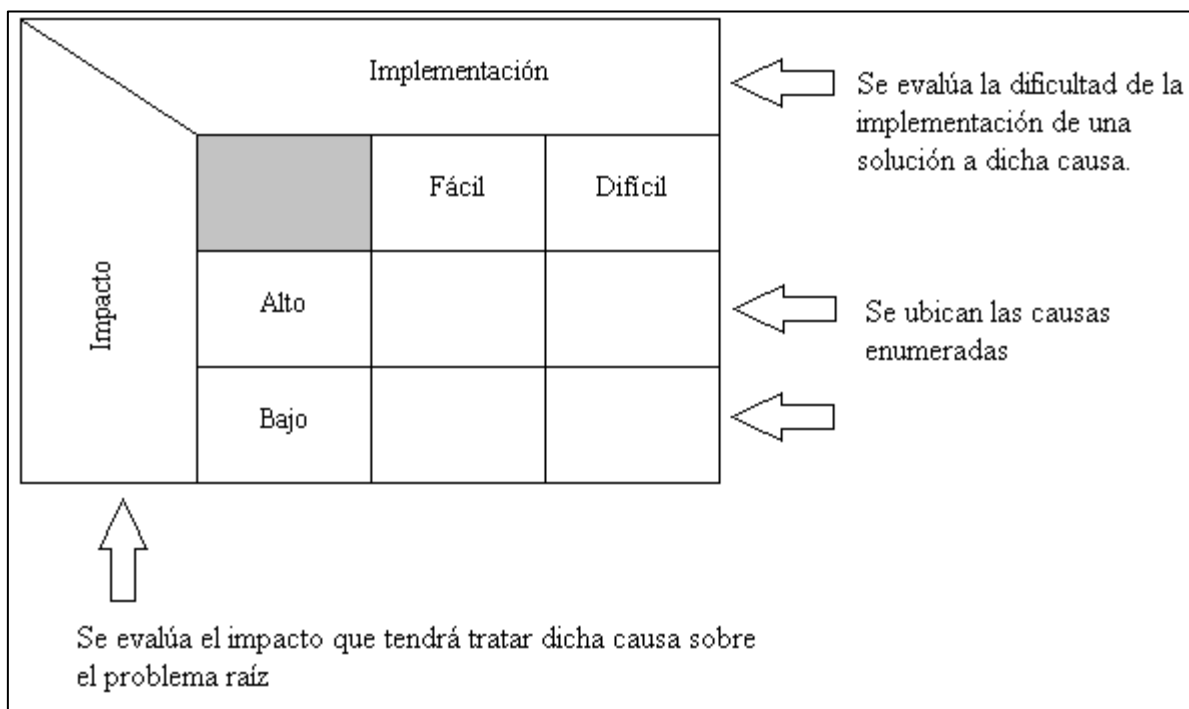 Implementación
Se evalúa la dificultad de la
implementación de una
solución a dicha causa.
Fácil
Difícil
Impacto
Alto
Se ubican las causas
enumeradas
Bajo
Se evalúa el impacto que tendrá tratar dicha causa sobre
el problema raíz